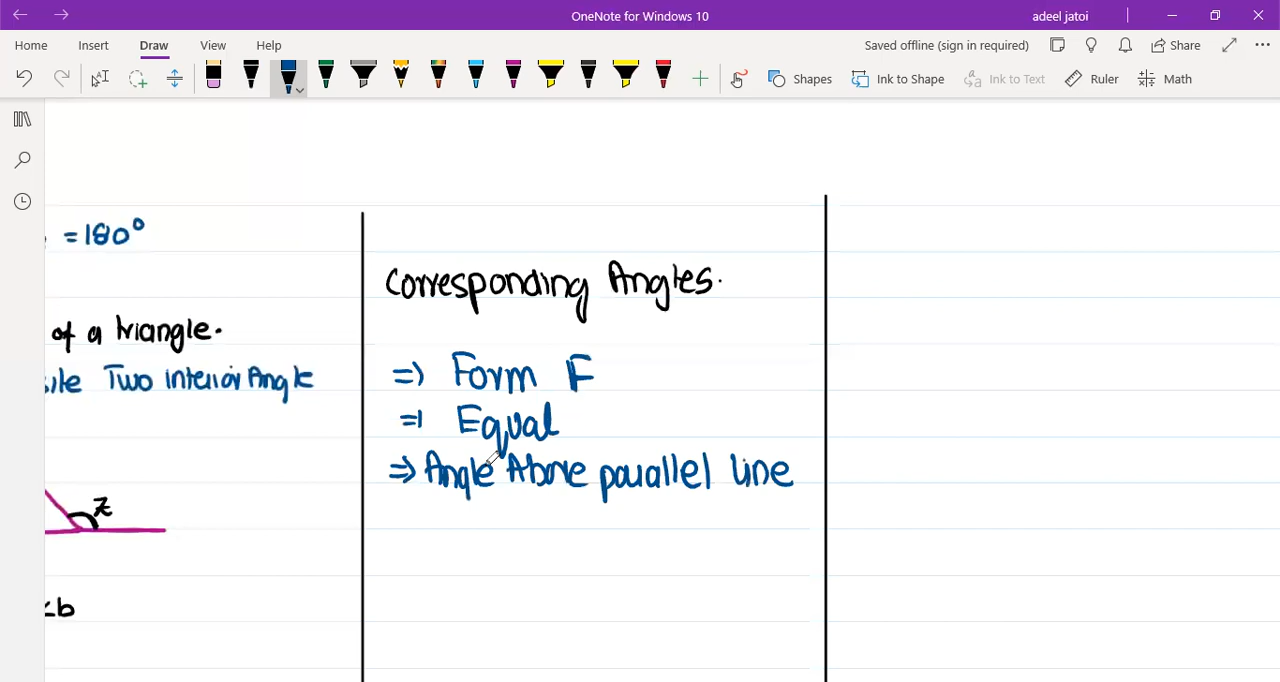 OneNote for Windows 10
adeel jatoi
Home Insert Draw View Help
Saved offline (sign in required)
Share
Shapes
Ink to Shape
Ink to Text
Ruler
Math
= 180°
of a triangle.
Two interior Angle
z
<b
Corresponding Angles.
=> Form F
=> Equal
=> Angle Above parallel line